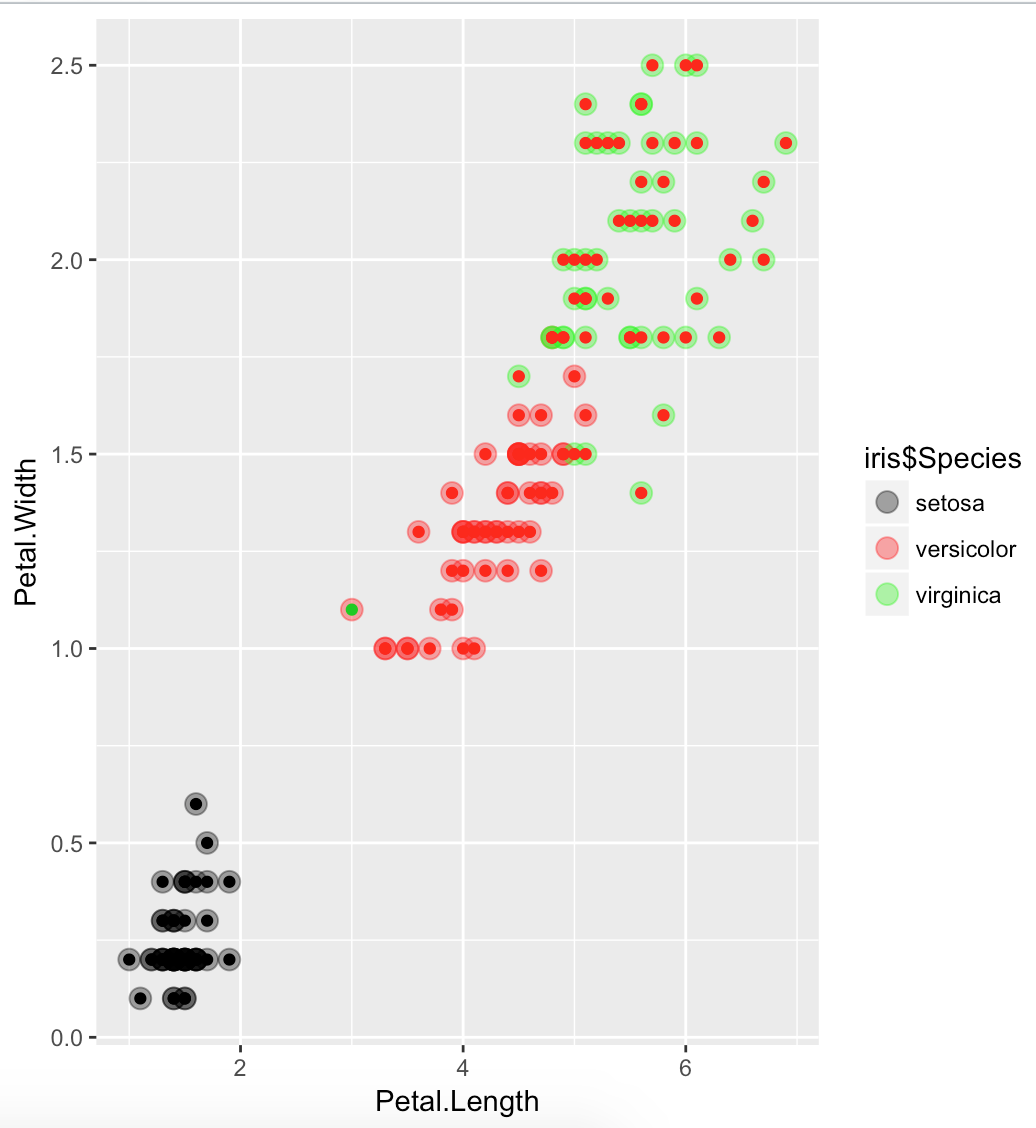 2.5
2.0
1.5
1.0
0.5
0.0
Petal.Width
2 4 6
Petal.Length
iris$Species
setosa
versicolor
virginica